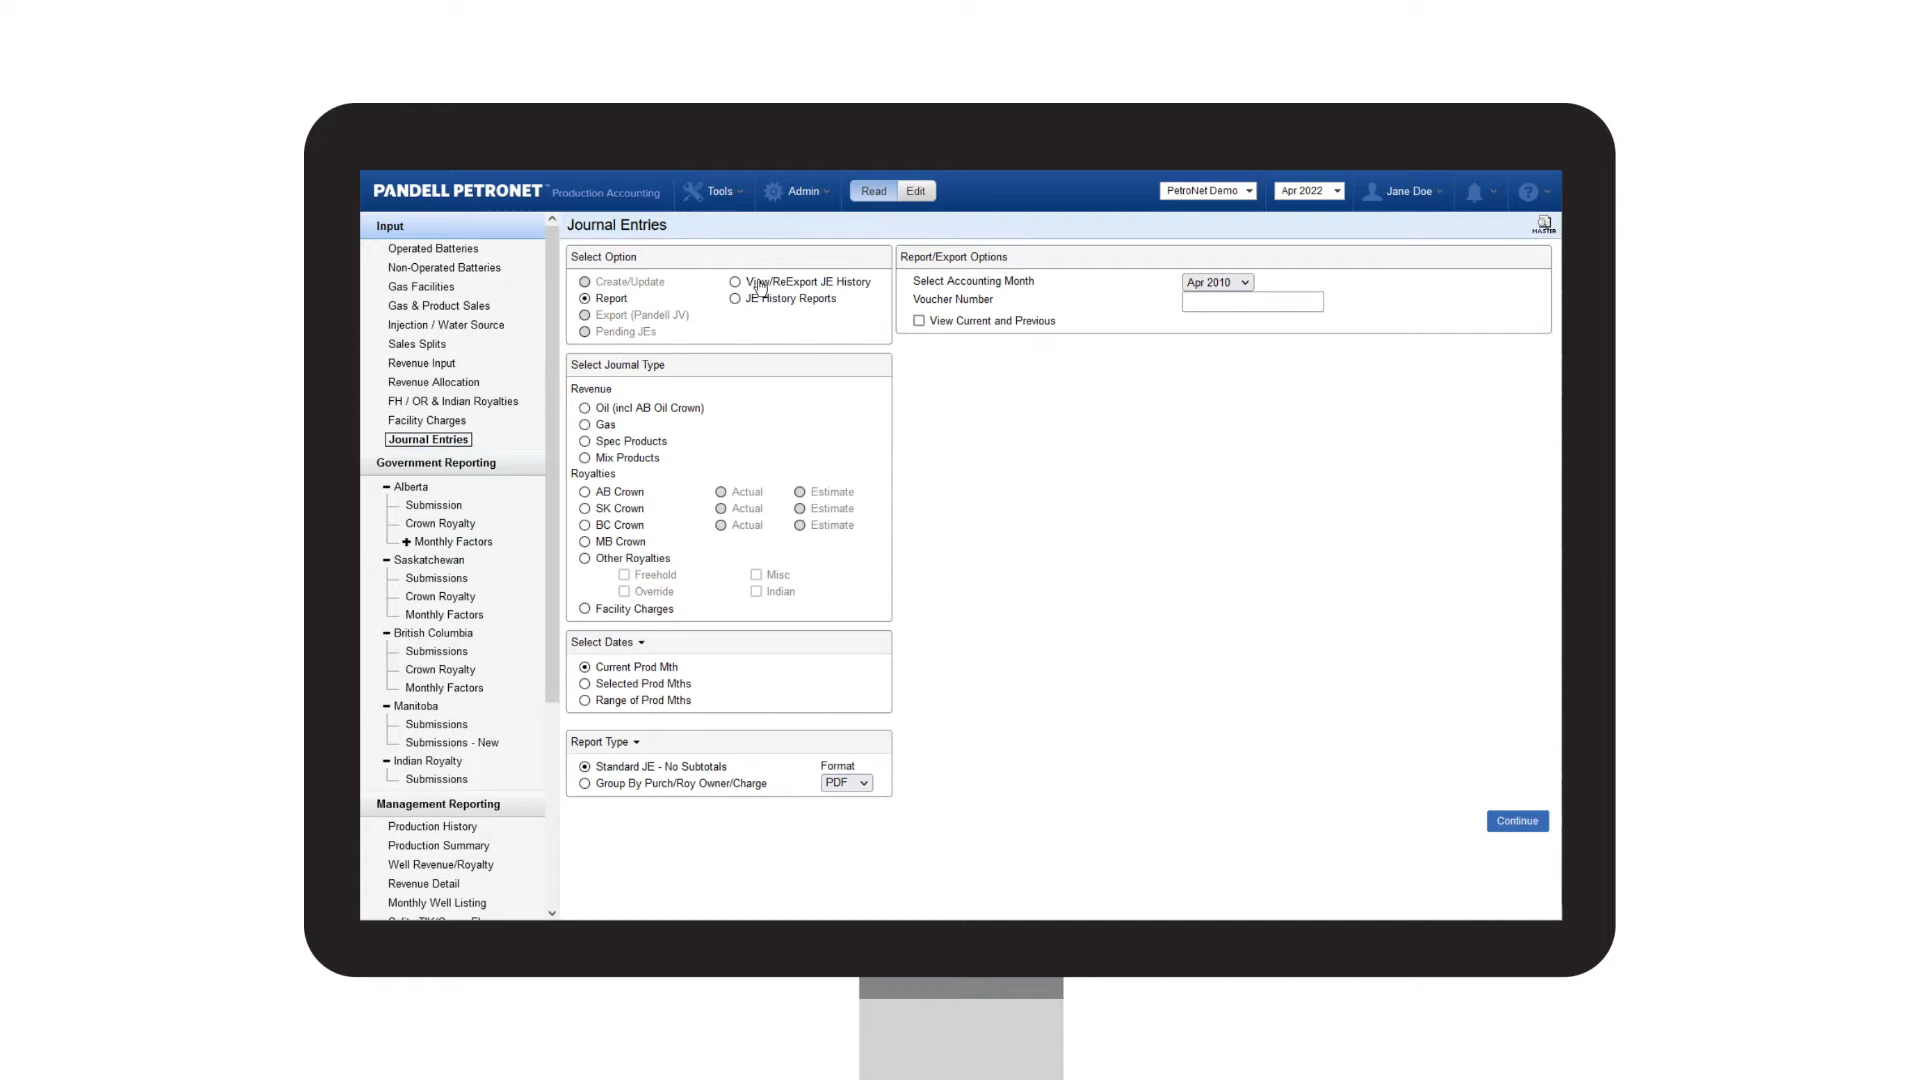 PANDELL PETRONET™ Production Accounting Tools Admin Read Edit PetroNet Demo Apr 2022 Jane Doe
Input
Operated Batteries
Non-Operated Batteries
Gas Facilities
Gas & Product Sales
Injection / Water Source
Sales Splits
Revenue Input
Revenue Allocation
FH / OR & Indian Royalties
Facility Charges
Journal Entries
Government Reporting
Alberta
Submission
Crown Royalty
Monthly Factors
Saskatchewan
Submissions
Crown Royalty
Monthly Factors
British Columbia
Submissions
Crown Royalty
Monthly Factors
Manitoba
Submissions
Submissions - New
Indian Royalty
Submissions
Management Reporting
Production History
Production Summary
Well Revenue/Royalty
Revenue Detail
Monthly Well Listing
Journal Entries
MASTER
Select Option
Create/Update View/ReExport JE History
Report JE History Reports
Export (Pandell JV)
Pending JEs
Select Journal Type
Revenue
Oil (incl AB Oil Crown)
Gas
Spec Products
Mix Products
Royalties
AB Crown Actual Estimate
SK Crown Actual Estimate
BC Crown Actual Estimate
MB Crown
Other Royalties
Freehold Misc
Override Indian
Facility Charges
Select Dates
Current Prod Mth
Selected Prod Mths
Range of Prod Mths
Report Type
Standard JE - No Subtotals Format
Group By Purch/Roy Owner/Charge PDF
Report/Export Options
Select Accounting Month Apr 2010
Voucher Number
View Current and Previous
Continue